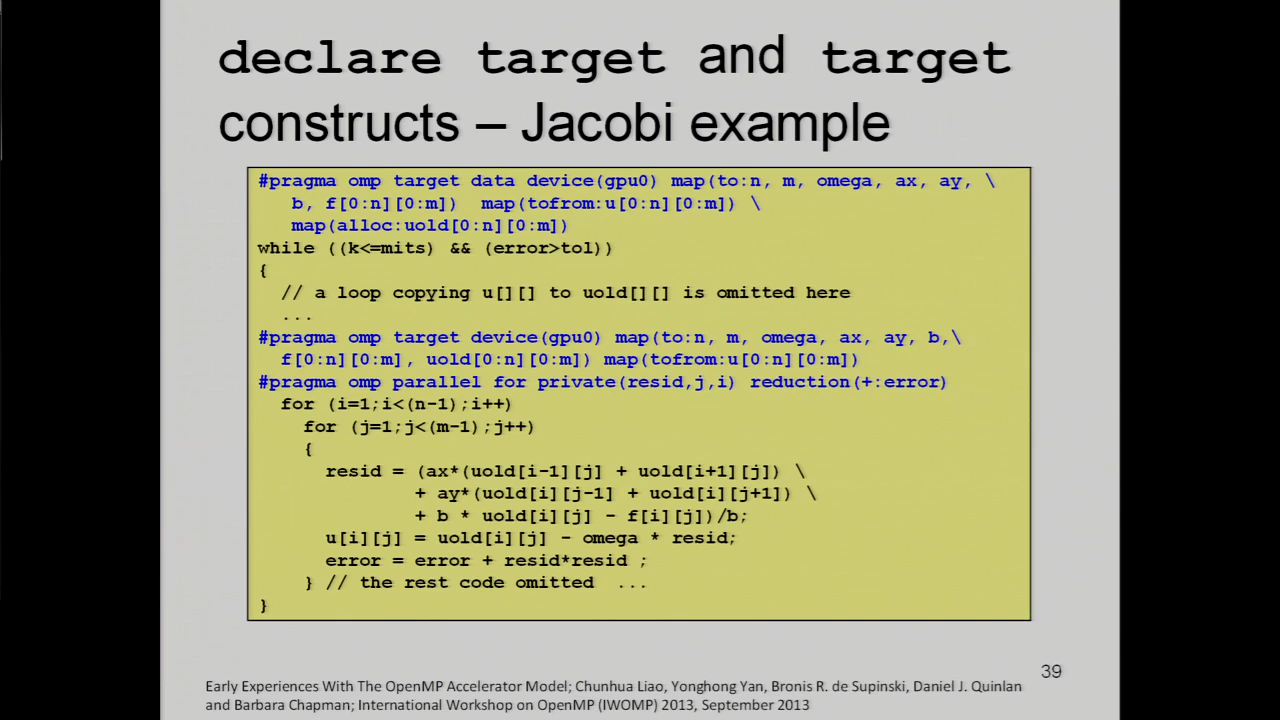 declare target and target
constructs – Jacobi example
#pragma omp target data device(gpu0) map(to:n, m, omega, ax, ay, \
b, f[0:n][0:m]) map(tofrom:u[0:n][0:m]) \
map(alloc:uold[0:n][0:m])
while ((k<=mits) && (error>tol))
{
// a loop copying u[][] to uold[][] is omitted here
...
#pragma omp target device(gpu0) map(to:n, m, omega, ax, ay, b,\
f[0:n][0:m], uold[0:n][0:m]) map(tofrom:u[0:n][0:m])
#pragma omp parallel for private(resid,j,i) reduction(+:error)
for (i=1;i<(n-1);i++)
for (j=1;j<(m-1);j++)
{
resid = (ax*(uold[i-1][j] + uold[i+1][j]) \
+ ay*(uold[i][j-1] + uold[i][j+1]) \
+ b * uold[i][j] - f[i][j])/b;
u[i][j] = uold[i][j] - omega * resid;
error = error + resid*resid ;
} // the rest code omitted ...
}
39
Early Experiences With The OpenMP Accelerator Model; Chunhua Liao, Yonghong Yan, Bronis R. de Supinski, Daniel J. Quinlan
and Barbara Chapman; International Workshop on OpenMP (IWOMP) 2013, September 2013